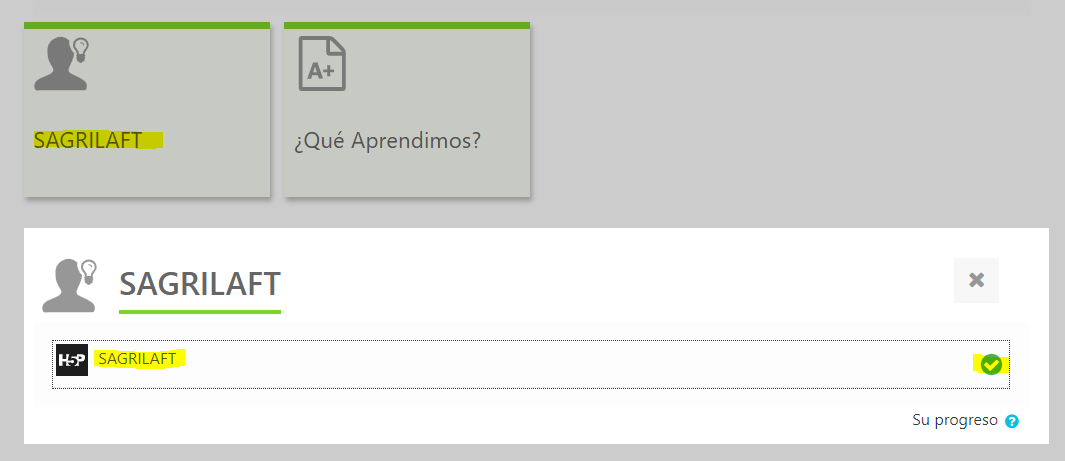 A+
SAGRILAFT
¿Qué Aprendimos?
SAGRILAFT
H5P SAGRILAFT
Su progreso ?